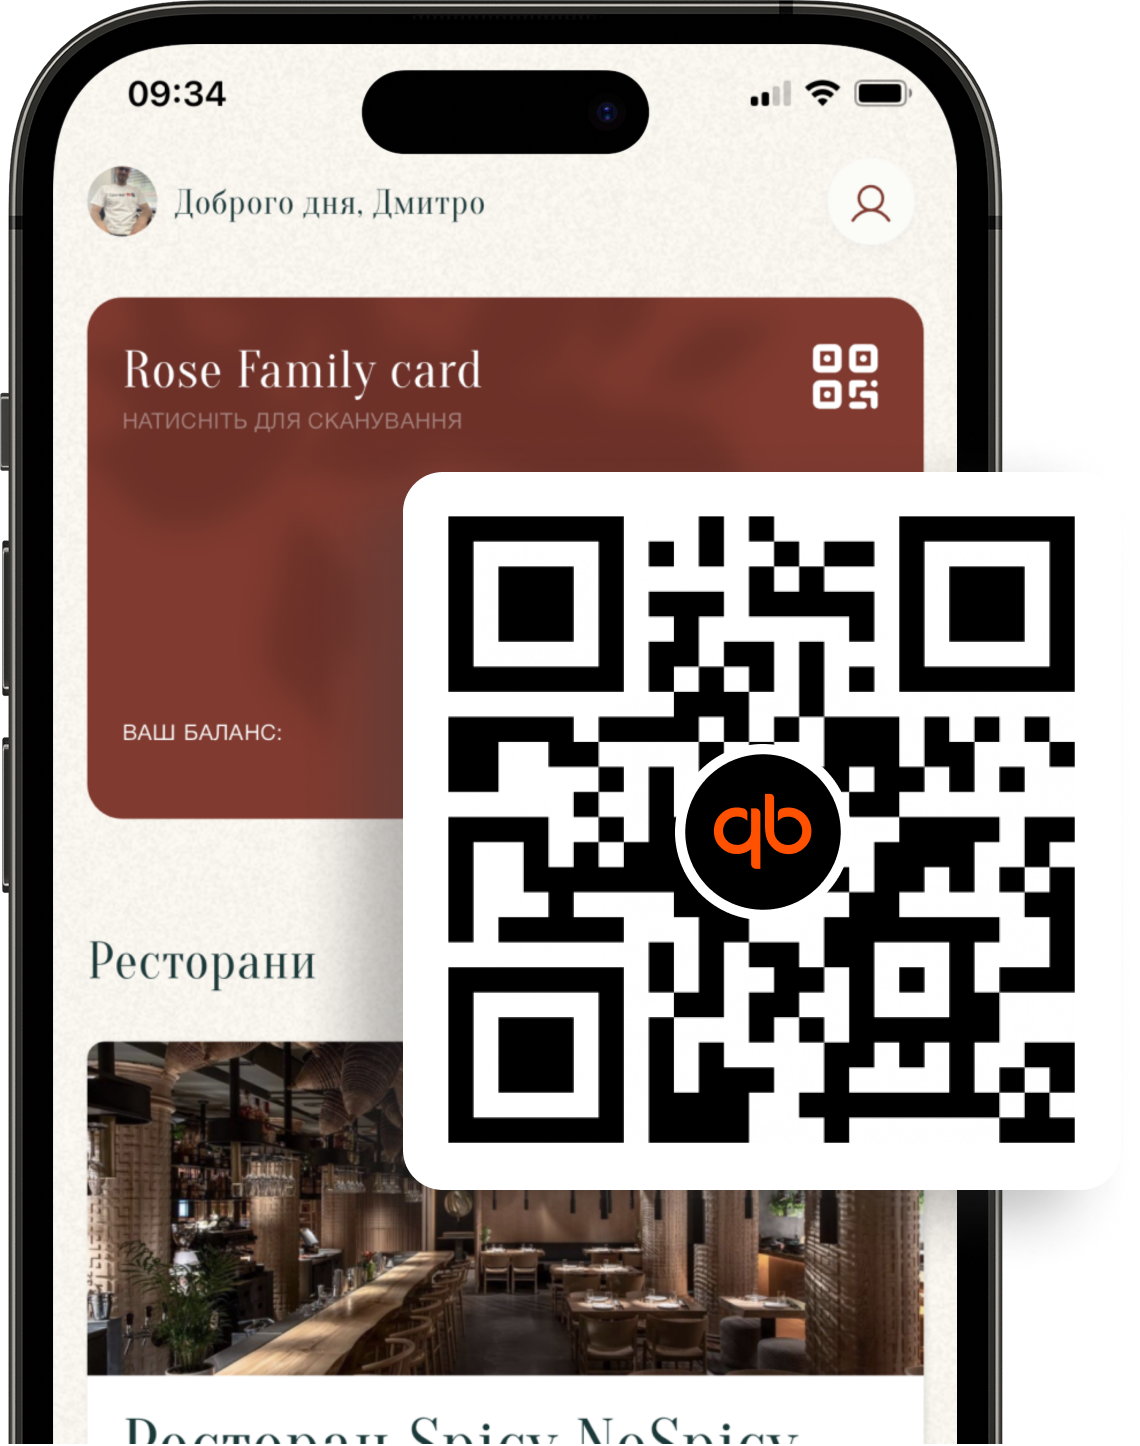 09:34
Доброго дня, Дмитро
Rose Family card
НАТИСНІТЬ ДЛЯ СКАНУВАННЯ
ВАШ БАЛАНС:
qb
Ресторани
Ресторан Spicy NoSpicy